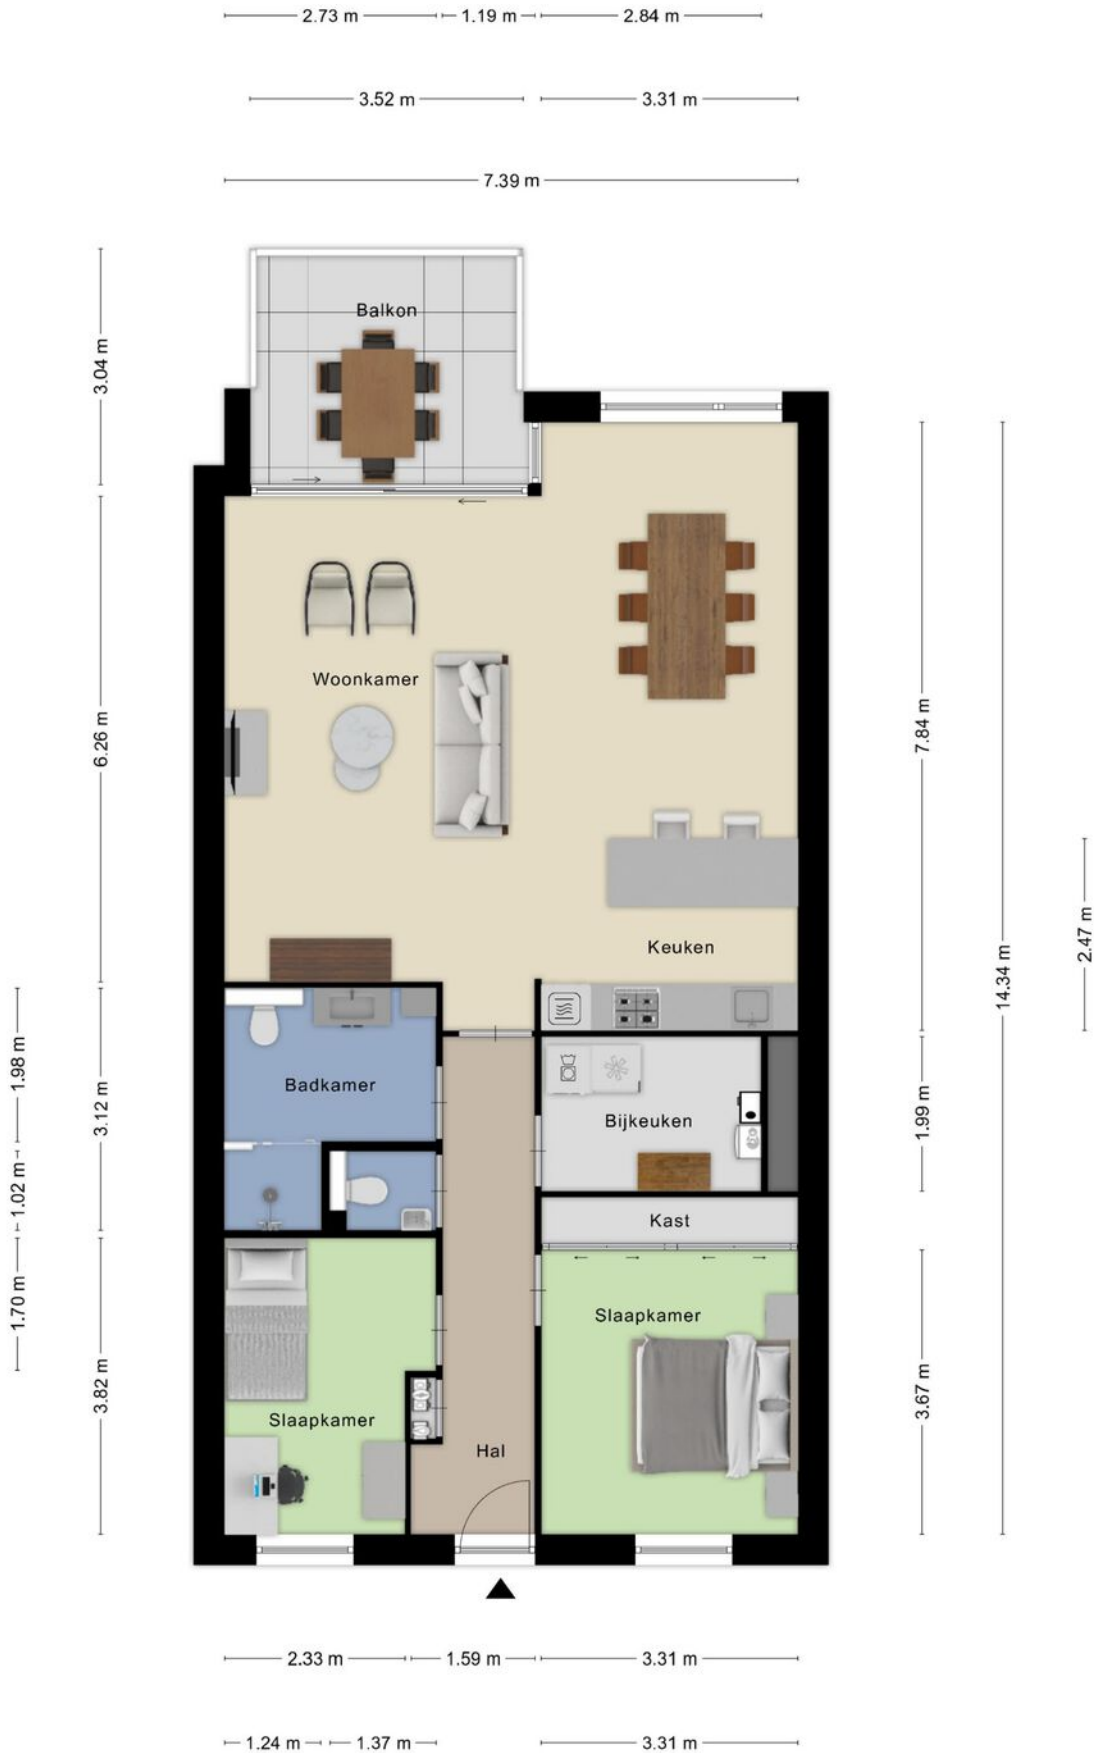 2.73 m 1.19 m 2.84 m
3.52 m 3.31 m
7.39 m
Balkon
3.04 m
Woonkamer
6.26 m
7.84 m
Keuken
2.47 m
14.34 m
Badkamer
1.98 m
3.12 m
Bijkeuken
1.99 m
1.02 m
Kast
1.70 m
Slaapkamer
3.82 m
3.67 m
Slaapkamer
Hal
2.33 m 1.59 m 3.31 m
1.24 m 1.37 m 3.31 m